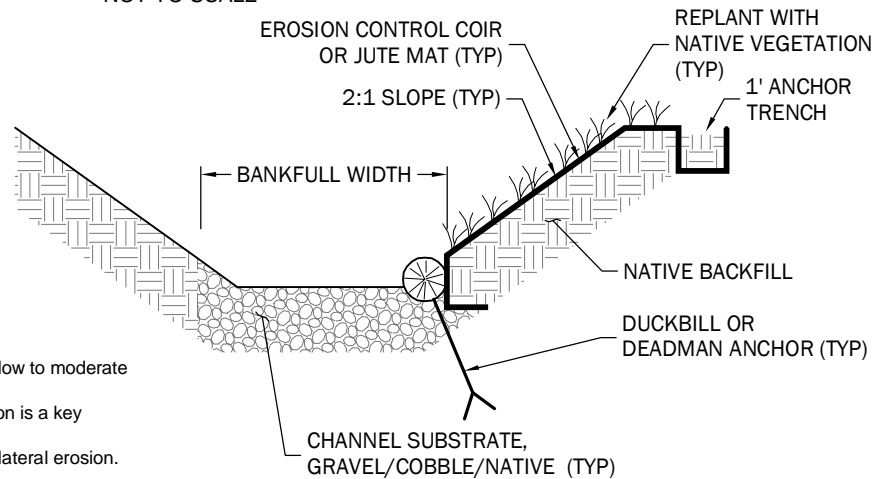 NOT TO SCALE
EROSION CONTROL COIR
OR JUTE MAT (TYP)
2:1 SLOPE (TYP)
REPLANT WITH
NATIVE VEGETATION
(TYP)
1' ANCHOR
TRENCH
BANKFULL WIDTH
NATIVE BACKFILL
DUCKBILL OR
DEADMAN ANCHOR (TYP)
low to moderate
on is a key
lateral erosion.
CHANNEL SUBSTRATE,
GRAVEL/COBBLE/NATIVE (TYP)